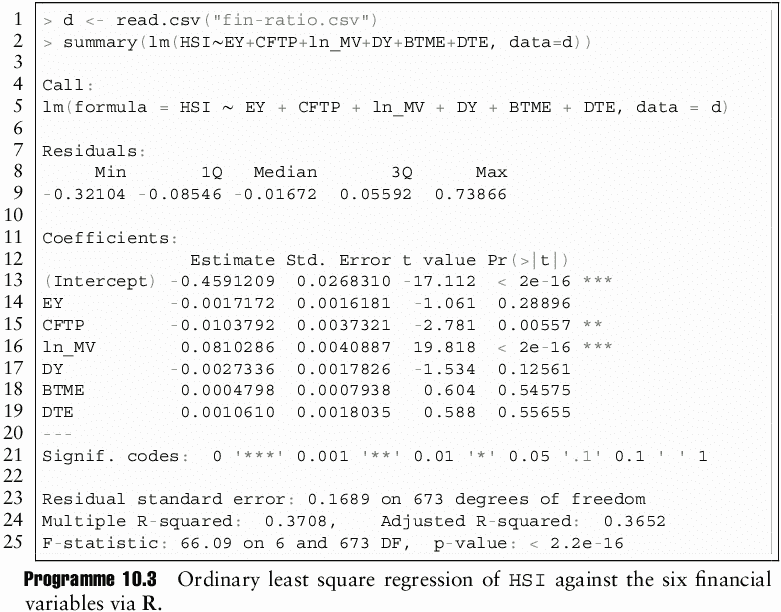 1 > d <- read.csv("fin-ratio.csv")
2 > summary(lm(HSI~EY+CFTP+ln_MV+DY+BTME+DTE, data=d))
3
4 Call:
5 lm(formula = HSI ~ EY + CFTP + ln_MV + DY + BTME + DTE, data = d)
6
7 Residuals:
8      Min       1Q   Median       3Q      Max
9 -0.32104 -0.08546 -0.01672  0.05592  0.73866
10
11 Coefficients:
12               Estimate Std. Error t value Pr(>|t|)
13 (Intercept) -0.4591209  0.0268310 -17.112  < 2e-16 ***
14 EY          -0.0017172  0.0016181  -1.061  0.28896
15 CFTP        -0.0103792  0.0037321  -2.781  0.00557 **
16 ln_MV        0.0810286  0.0040887  19.818  < 2e-16 ***
17 DY          -0.0027336  0.0017826  -1.534  0.12561
18 BTME         0.0004798  0.0007938   0.604  0.54575
19 DTE          0.0010610  0.0018035   0.588  0.55655
20 ---
21 Signif. codes:  0 '***' 0.001 '**' 0.01 '*' 0.05 '.1' 0.1 ' ' 1
22
23 Residual standard error: 0.1689 on 673 degrees of freedom
24 Multiple R-squared:  0.3708,    Adjusted R-squared:  0.3652
25 F-statistic: 66.09 on 6 and 673 DF,  p-value: < 2.2e-16
Programme 10.3 Ordinary least square regression of HSI against the six financial
variables via R.